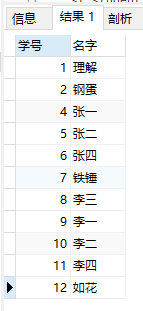 信息 结果 1 剖析
学号 名字
1 理解
2 钢蛋
4 张一
5 张二
6 张四
7 铁锤
8 李三
9 李一
10 李二
11 李四
12 如花